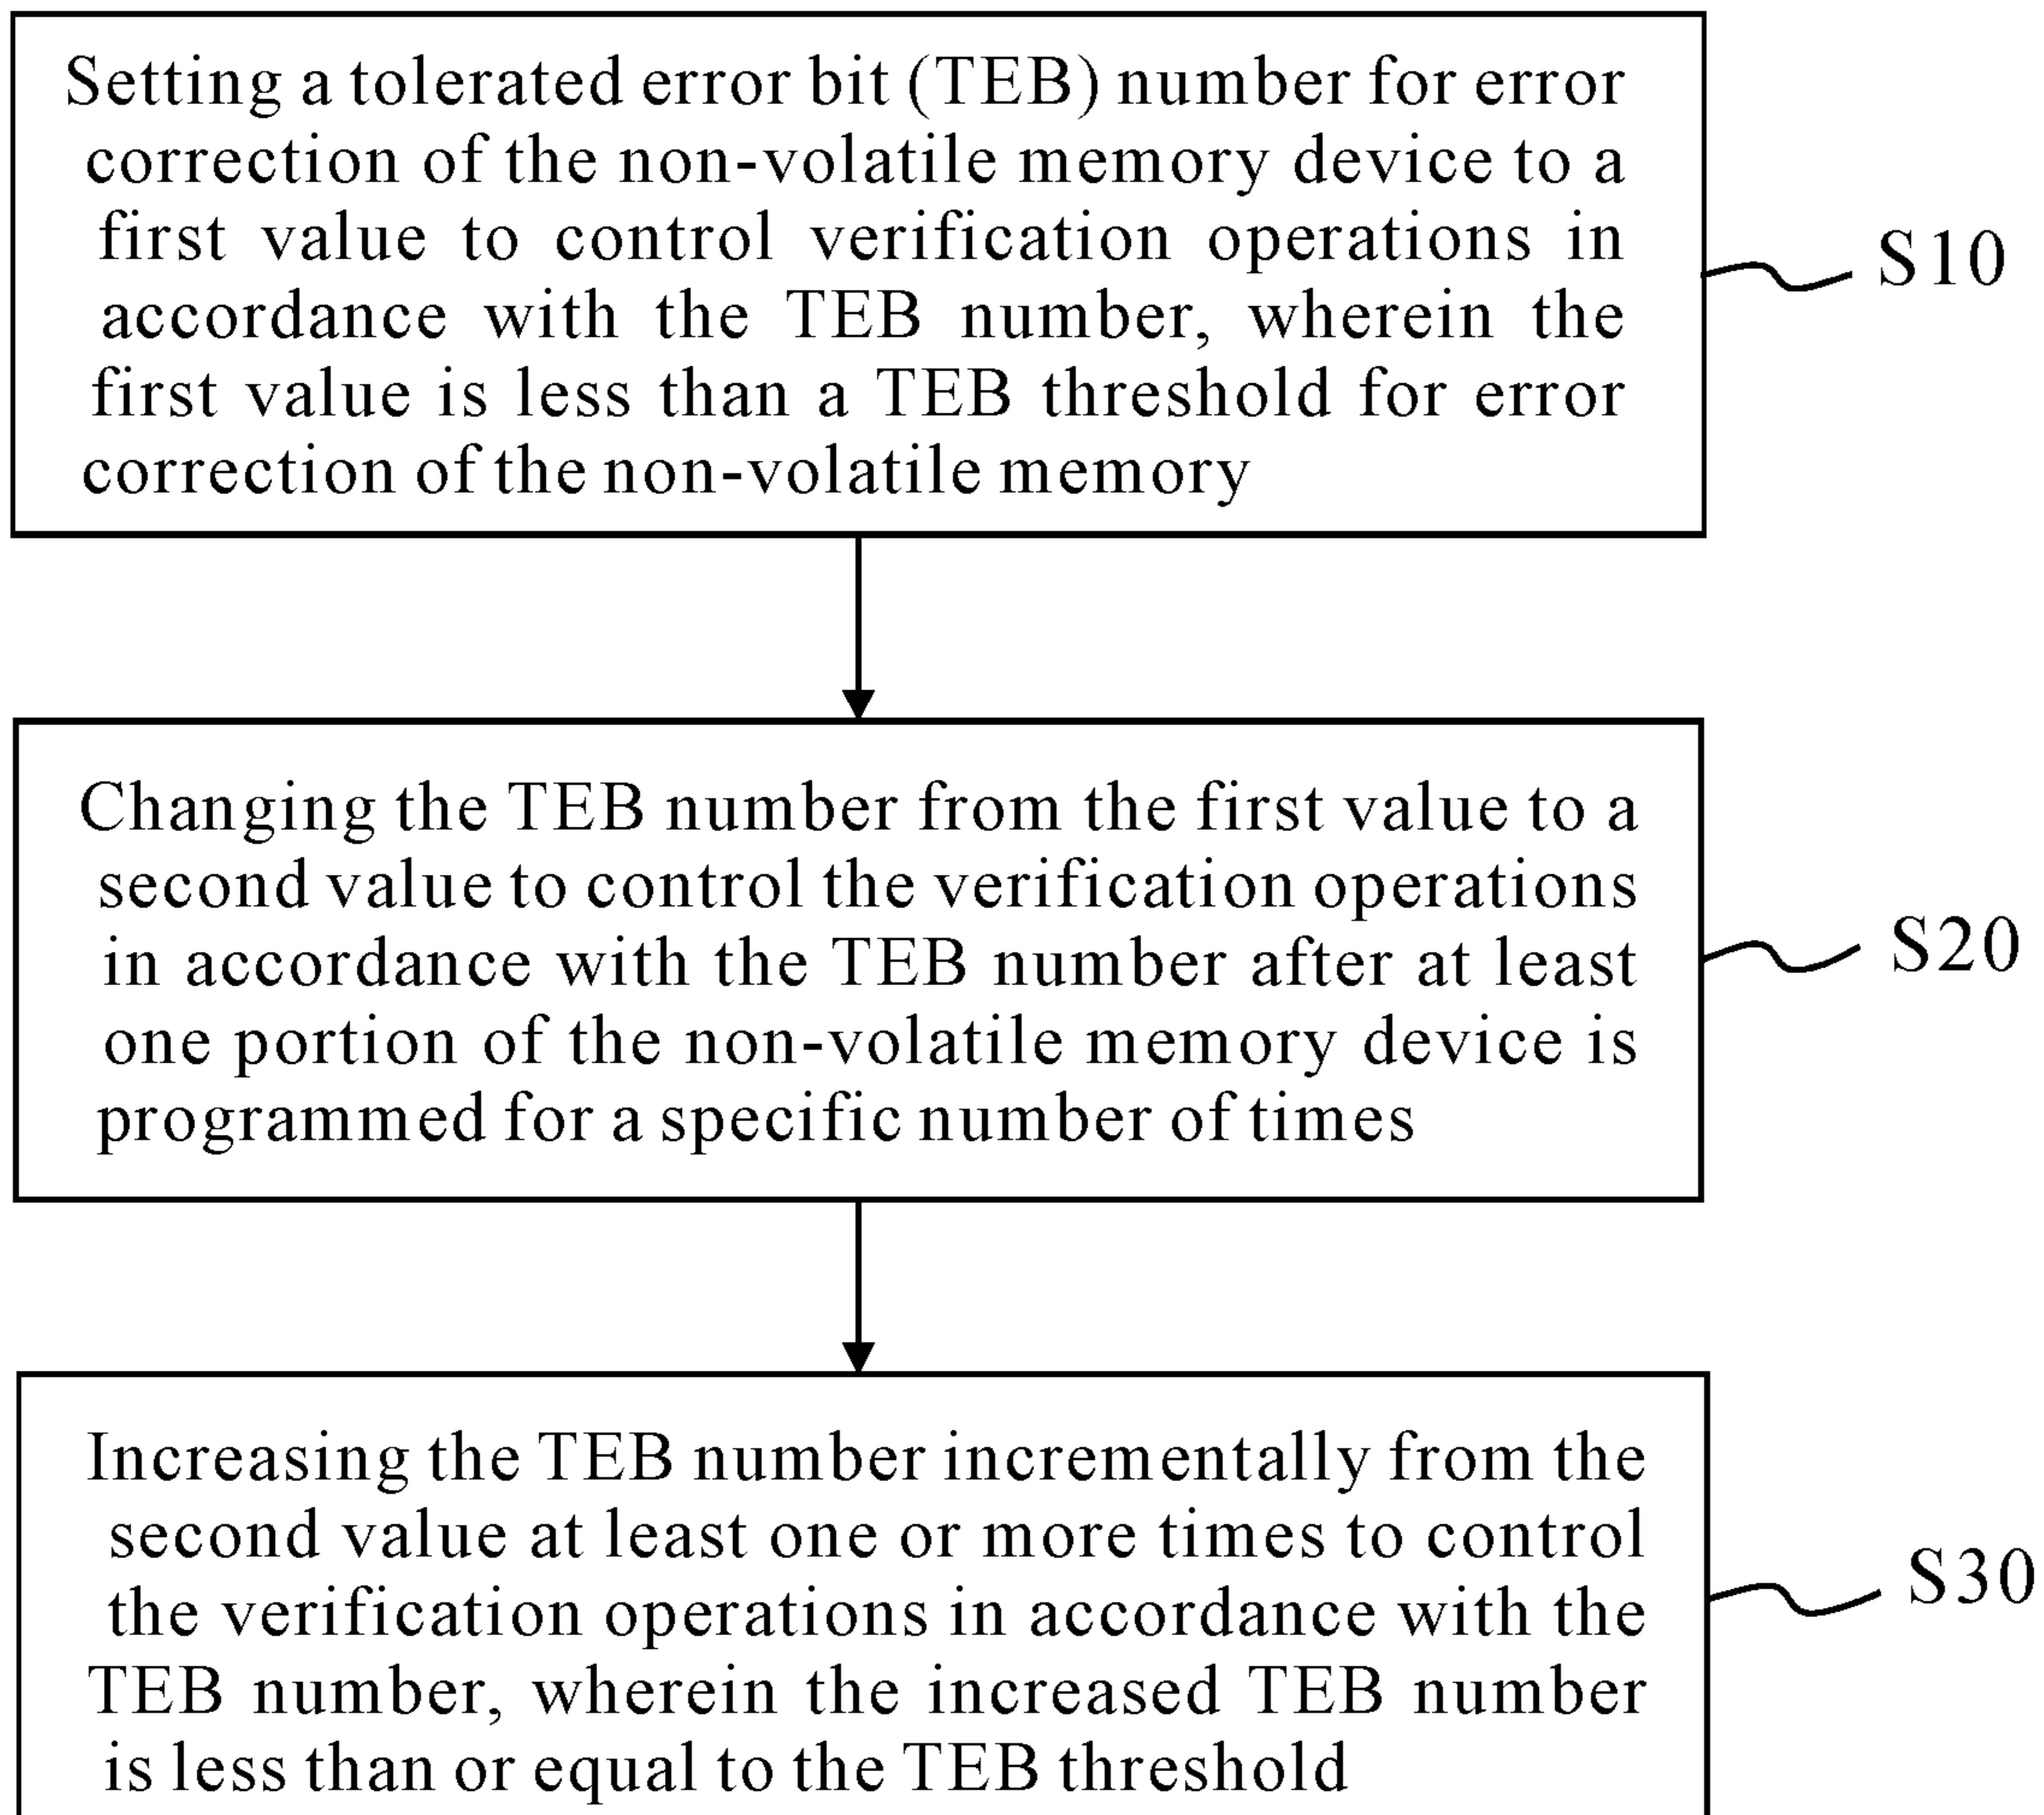 Setting a tolerated error bit (TEB) number for error
correction of the non-volatile memory device to a
first value to control verification operations in
accordance with the TEB number, wherein the
first value is less than a TEB threshold for error
correction of the non-volatile memory
S10
Changing the TEB number from the first value to a
second value to control the verification operations
in accordance with the TEB number after at least
one portion of the non-volatile memory device is
programmed for a specific number of times
S20
Increasing the TEB number incrementally from the
second value at least one or more times to control
the verification operations in accordance with the
TEB number, wherein the increased TEB number
is less than or equal to the TEB threshold
S30